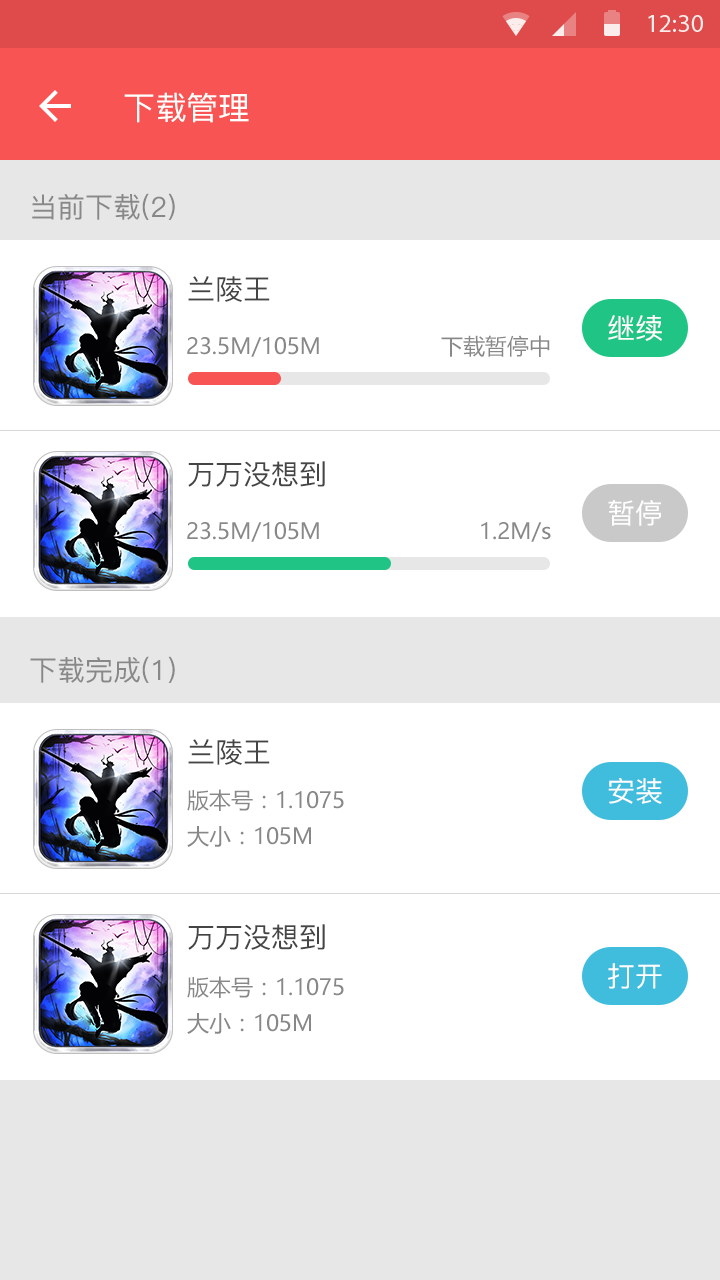 12:30
下载管理
当前下载(2)
兰陵王
23.5M/105M 下载暂停中
继续
万万没想到
23.5M/105M 1.2M/s
暂停
下载完成(1)
兰陵王
版本号：1.1075
大小：105M
安装
万万没想到
版本号：1.1075
大小：105M
打开